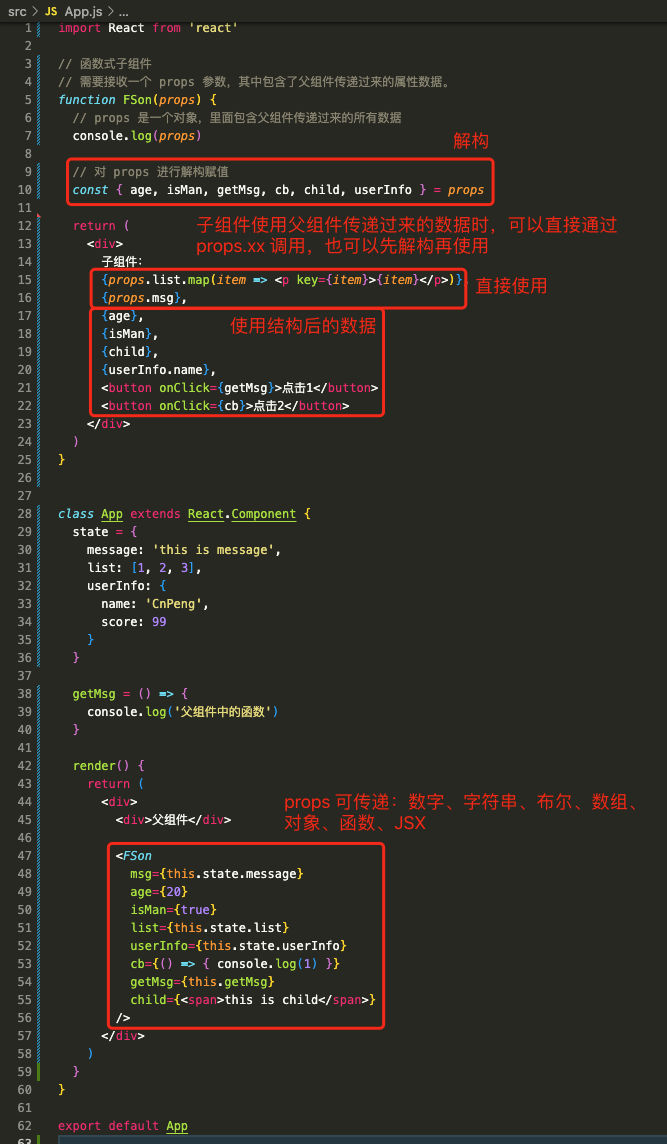 src > JS App.js > ...
1 import React from 'react'
2
3 // 函数式子组件
4 // 需要接收一个 props 参数，其中包含了父组件传递过来的属性数据。
5 function FSon(props) {
6 // props 是一个对象，里面包含父组件传递过来的所有数据
7 console.log(props)
解构
8
9 // 对 props 进行解构赋值
10 const { age, isMan, getMsg, cb, child, userInfo } = props
11
子组件使用父组件传递过来的数据时，可以直接通过
props.xx 调用，也可以先解构再使用
12 return (
13 <div>
14 子组件：
15 {props.list.map(item => <p key={item}>{item}</p>)}
直接使用
16 {props.msg},
17 {age},
使用结构后的数据
18 {isMan},
19 {child},
20 {userInfo.name},
21 <button onClick={getMsg}>点击1</button>
22 <button onClick={cb}>点击2</button>
23 </div>
24 )
25 }
26
27
28 class App extends React.Component {
29 state = {
30 message: 'this is message',
31 list: [1, 2, 3],
32 userInfo: {
33 name: 'CnPeng',
34 score: 99
35 }
36 }
37
38 getMsg = () => {
39 console.log('父组件中的函数')
40 }
41
42 render() {
43 return (
44 <div>
props 可传递：数字、字符串、布尔、数组、
对象、函数、JSX
45 <div>父组件</div>
46
47 <FSon
48 msg={this.state.message}
49 age={20}
50 isMan={true}
51 list={this.state.list}
52 userInfo={this.state.userInfo}
53 cb={() => { console.log(1) }}
54 getMsg={this.getMsg}
55 child={<span>this is child</span>}
56 />
57 </div>
58 )
59 }
60 }
61
62 export default App
63